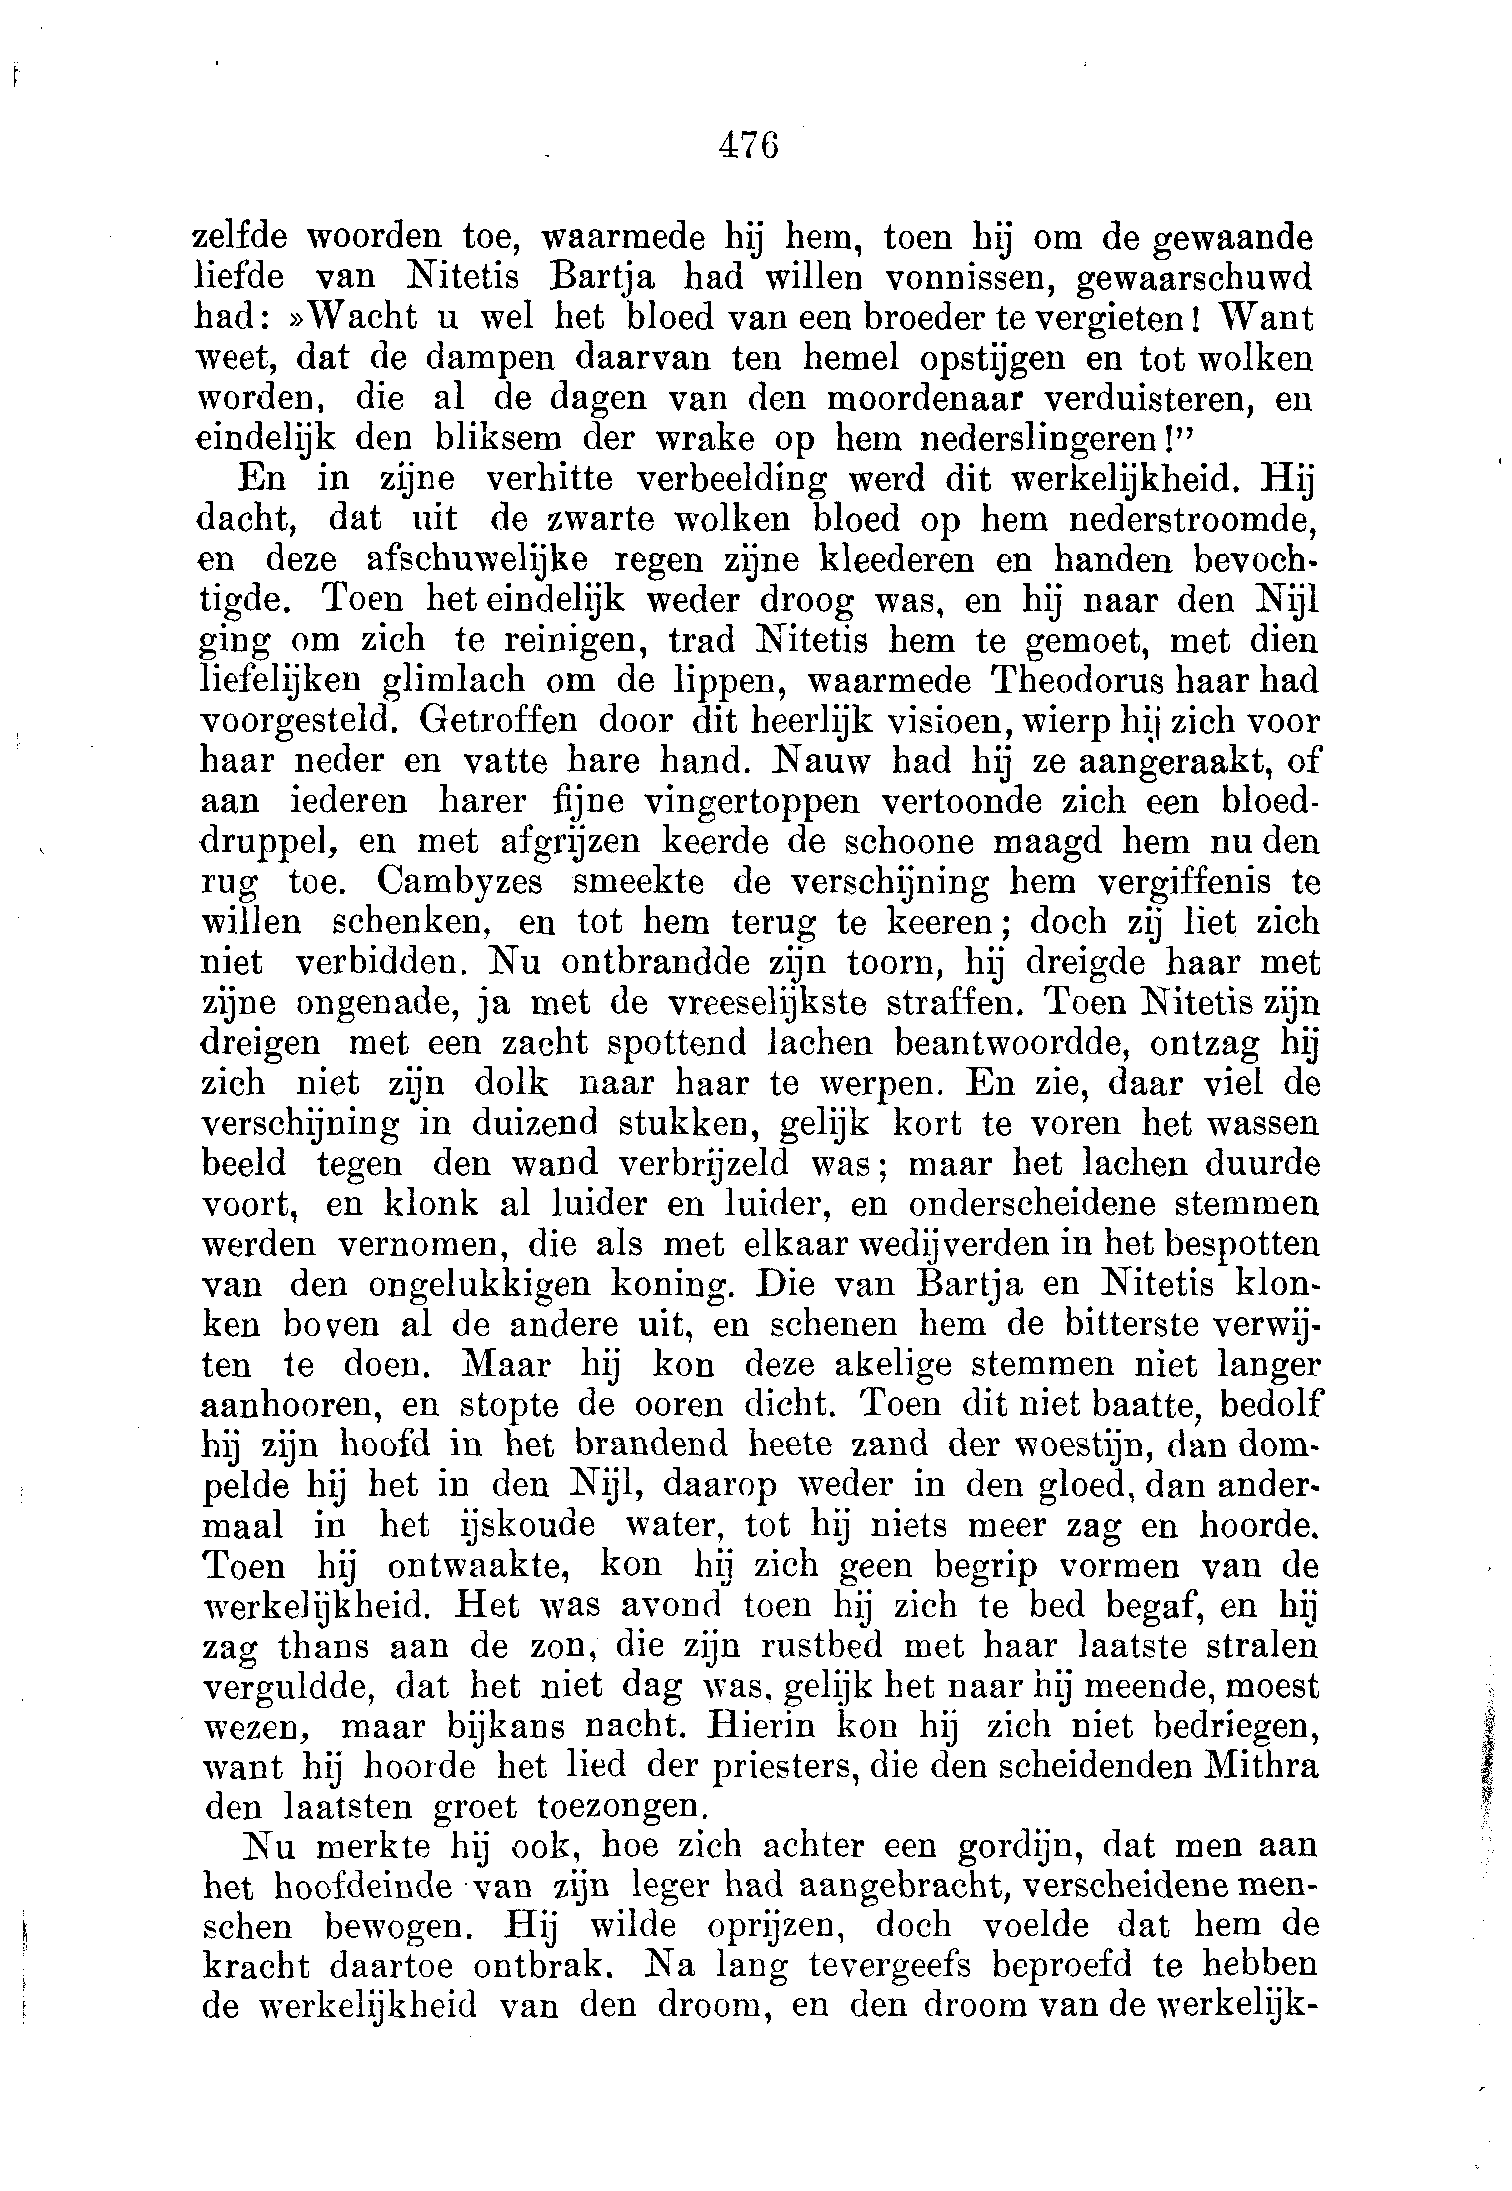 476
zelfde woorden toe, waarmede hij hem, toen hij om de gewaande
liefde van Nitetis Bartja had willen vonnissen, gewaarschuwd
had: »Wacht u wel het bloed van een broeder te vergieten! Want
weet, dat de dampen daarvan ten hemel opstijgen en tot wolken
worden, die al de dagen van den moordenaar verduisteren, en
eindelijk den bliksem der wrake op hem nederslingeren!”
En in zijne verhitte verbeelding werd dit werkelijkheid. Hij
dacht, dat uit de zwarte wolken bloed op hem nederstroomde,
en deze afschuwelijke regen zijne kleederen en handen bevoch-
tigde. Toen het eindelijk weder droog was, en hij naar den Nijl
ging om zich te reinigen, trad Nitetis hem te gemoet, met dien
liefelijken glimlach om de lippen, waarmede Theodorus haar had
voorgesteld. Getroffen door dit heerlijk visioen, wierp hij zich voor
haar neder en vatte hare hand. Nauw had hij ze aangeraakt, of
aan iederen harer fijne vingertoppen vertoonde zich een bloed-
druppel, en met afgrijzen keerde de schoone maagd hem nu den
rug toe. Cambyzes smeekte de verschijning hem vergiffenis te
willen schenken, en tot hem terug te keeren; doch zij liet zich
niet verbidden. Nu ontbrandde zijn toorn, hij dreigde haar met
zijne ongenade, ja met de vreeselijkste straffen. Toen Nitetis zijn
dreigen met een zacht spottend lachen beantwoordde, ontzag hij
zich niet zijn dolk naar haar te werpen. En zie, daar viel de
verschijning in duizend stukken, gelijk kort te voren het wassen
beeld tegen den wand verbrijzeld was; maar het lachen duurde
voort, en klonk al luider en luider, en onderscheidene stemmen
werden vernomen, die als met elkaar wedijverden in het bespotten
van den ongelukkigen koning. Die van Bartja en Nitetis klon-
ken boven al de andere uit, en schenen hem de bitterste verwij-
ten te doen. Maar hij kon deze akelige stemmen niet langer
aanhooren, en stopte de ooren dicht. Toen dit niet baatte, bedolf
hij zijn hoofd in het brandend heete zand der woestijn, dan dom-
pelde hij het in den Nijl, daarop weder in den gloed, dan ander-
maal in het ijskoude water, tot hij niets meer zag en hoorde.
Toen hij ontwaakte, kon hij zich geen begrip vormen van de
werkelijkheid. Het was avond toen hij zich te bed begaf, en hij
zag thans aan de zon, die zijn rustbed met haar laatste stralen
verguldde, dat het niet dag was, gelijk het naar hij meende, moest
wezen, maar bijkans nacht. Hierin kon hij zich niet bedriegen,
want hij hoorde het lied der priesters, die den scheidenden Mithra
den laatsten groet toezongen.
Nu merkte hij ook, hoe zich achter een gordijn, dat men aan
het hoofdeinde van zijn leger had aangebracht, verscheidene men-
schen bewogen. Hij wilde oprijzen, doch voelde dat hem de
kracht daartoe ontbrak. Na lang tevergeefs beproefd te hebben
de werkelijkheid van den droom, en den droom van de werkelijk-